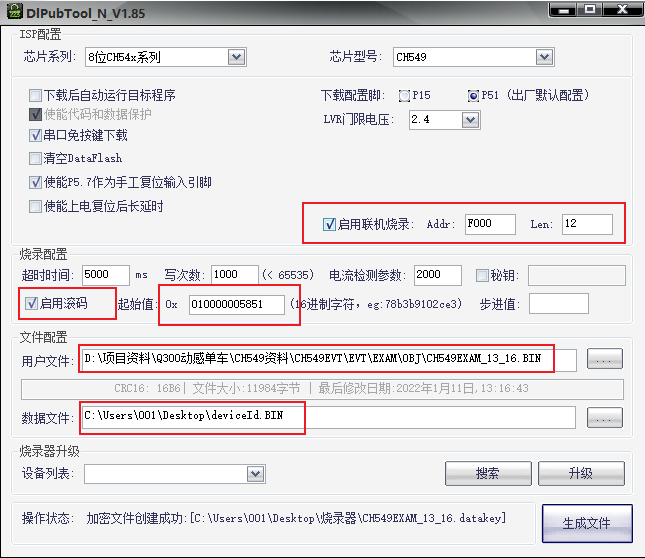 DlPubTool_N_V1.85
ISP配置
芯片系列: 8位CH54x系列 芯片型号: CH549
下载后自动运行目标程序 下载配置脚: P15 P51 (出厂默认配置)
使能代码和数据保护 LVR门限电压: 2.4
串口免按键下载
清空DataFlash
使能P5.7作为手工复位输入引脚
使能上电复位后长延时
启用联机烧录: Addr: F000 Len: 12
烧录配置
超时时间: 5000 ms 写次数: 1000 (< 65535) 电流检测参数: 2000 秘钥:
启用滚码 起始值: 0x 010000005851 (16进制字符, eg:78b3b9102ce3) 步进值:
文件配置
用户文件: D:\项目资料\Q300动感单车\CH549资料\CH549EVT\EVT\EXAM\OBJ\CH549EXAM_13_16.BIN ...
CRC16: 16B6| 文件大小:11984字节 | 最后修改日期:2022年1月11日,13:16:43
数据文件: C:\Users\001\Desktop\deviceId.BIN ...
烧录器升级
设备列表: 搜索 升级
操作状态: 加密文件创建成功:[C:\Users\001\Desktop\烧录器\CH549EXAM_13_16.datakey] 生成文件